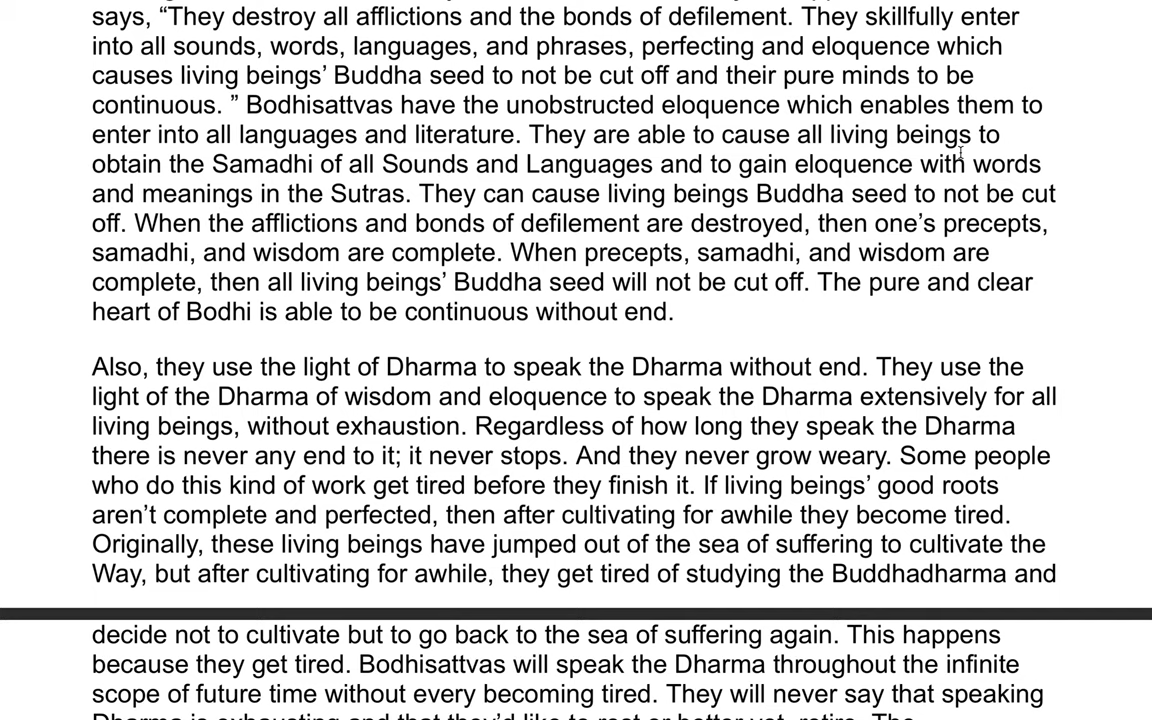 says, “They destroy all afflictions and the bonds of defilement. They skillfully enter
into all sounds, words, languages, and phrases, perfecting and eloquence which
causes living beings’ Buddha seed to not be cut off and their pure minds to be
continuous. ” Bodhisattvas have the unobstructed eloquence which enables them to
enter into all languages and literature. They are able to cause all living beings to
obtain the Samadhi of all Sounds and Languages and to gain eloquence with words
and meanings in the Sutras. They can cause living beings Buddha seed to not be cut
off. When the afflictions and bonds of defilement are destroyed, then one’s precepts,
samadhi, and wisdom are complete. When precepts, samadhi, and wisdom are
complete, then all living beings’ Buddha seed will not be cut off. The pure and clear
heart of Bodhi is able to be continuous without end.
Also, they use the light of Dharma to speak the Dharma without end. They use the
light of the Dharma of wisdom and eloquence to speak the Dharma extensively for all
living beings, without exhaustion. Regardless of how long they speak the Dharma
there is never any end to it; it never stops. And they never grow weary. Some people
who do this kind of work get tired before they finish it. If living beings’ good roots
aren’t complete and perfected, then after cultivating for awhile they become tired.
Originally, these living beings have jumped out of the sea of suffering to cultivate the
Way, but after cultivating for awhile, they get tired of studying the Buddhadharma and
decide not to cultivate but to go back to the sea of suffering again. This happens
because they get tired. Bodhisattvas will speak the Dharma throughout the infinite
scope of future time without every becoming tired. They will never say that speaking
Dharma is exhausting and that they’d like to rest or better yet, retire. The